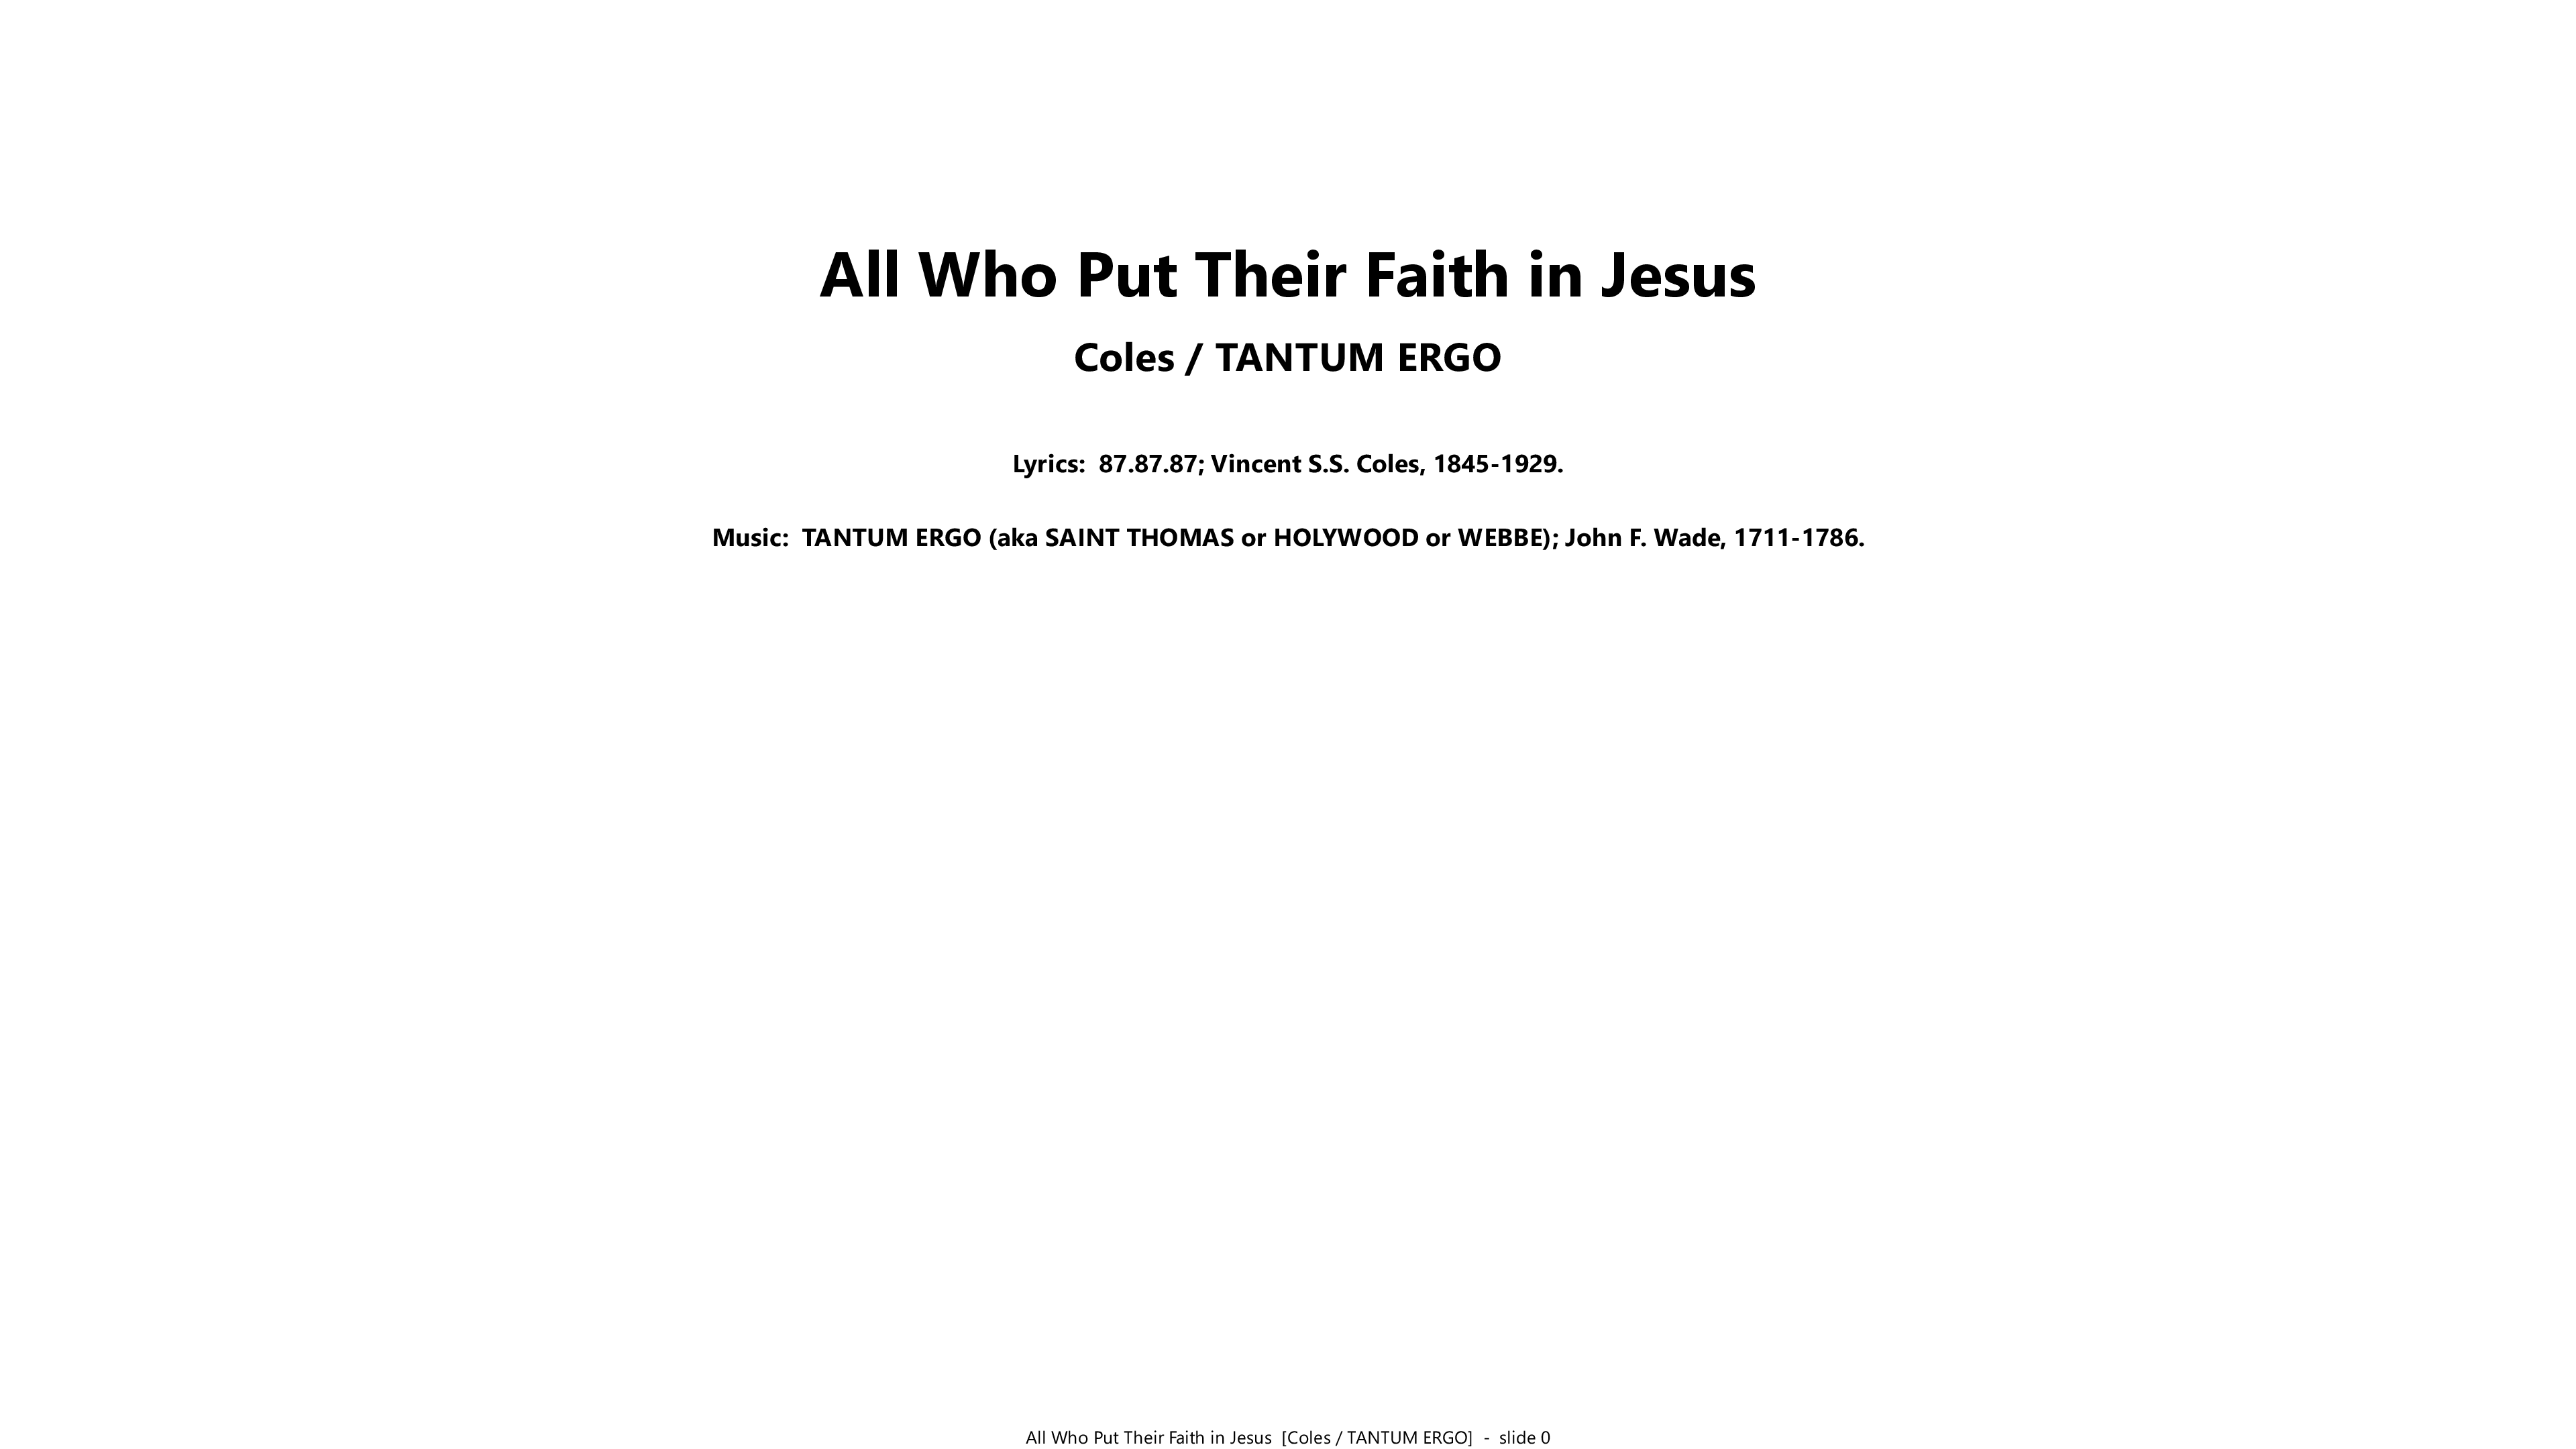 All Who Put Their Faith in Jesus
Coles / TANTUM ERGO
Lyrics:  87.87.87; Vincent S.S. Coles, 1845-1929.
Music:  TANTUM ERGO (aka SAINT THOMAS or HOLYWOOD or WEBBE); John F. Wade, 1711-1786.
All Who Put Their Faith in Jesus  [Coles / TANTUM ERGO]  -  slide 0